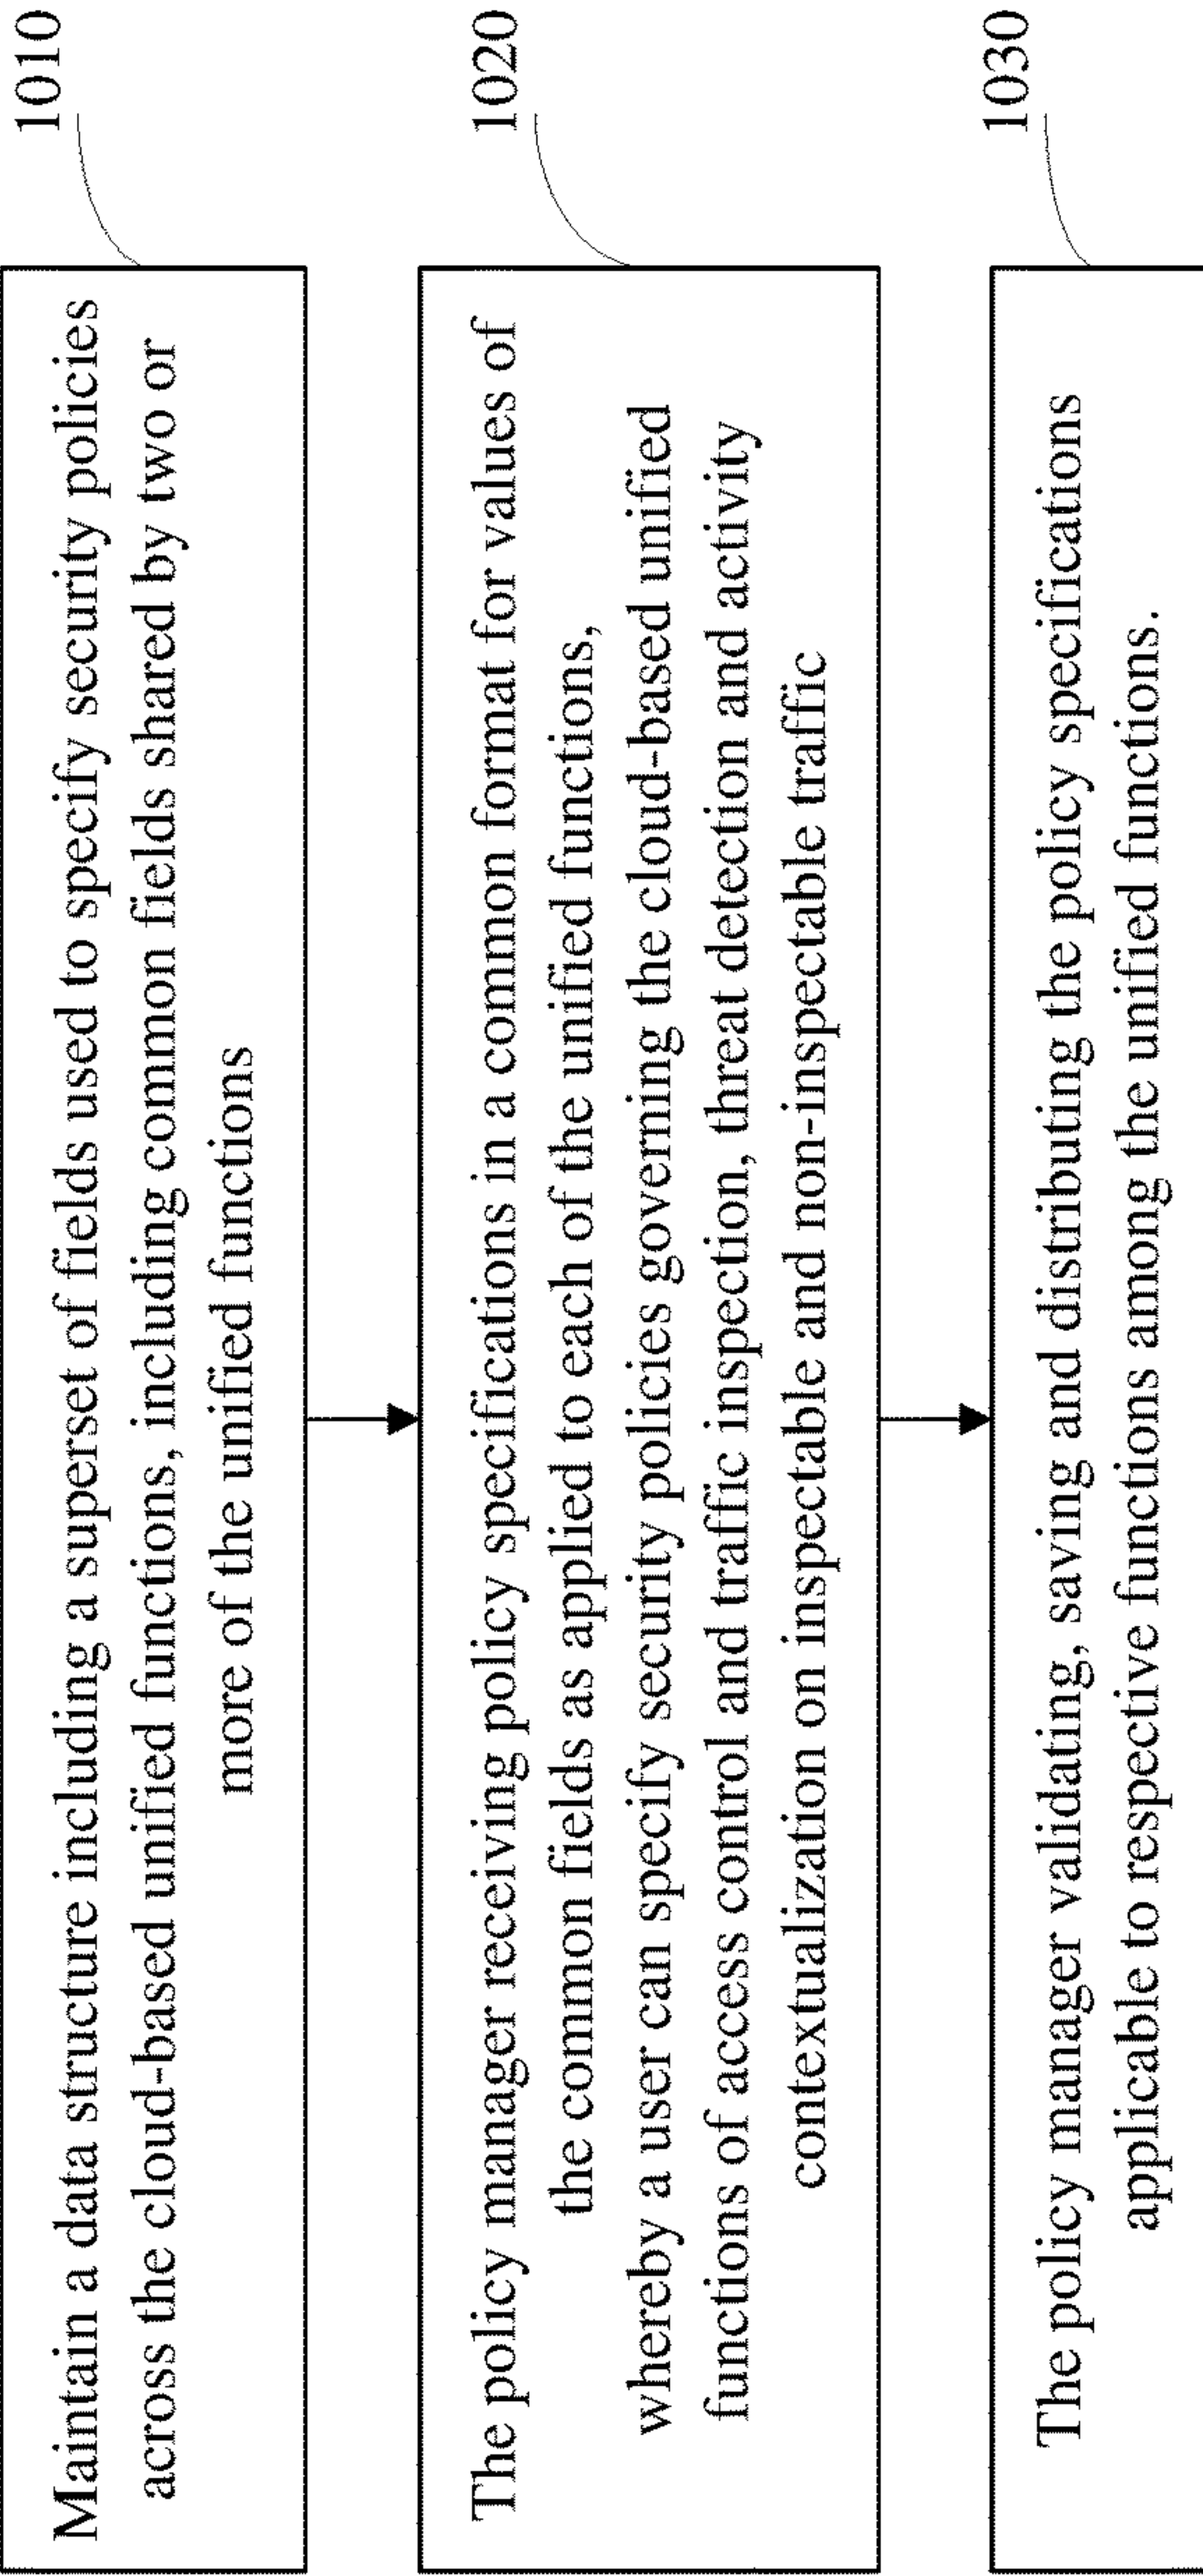 1010
Maintain a data structure including a superset of fields used to specify security policies
across the cloud-based unified functions, including common fields shared by two or
more of the unified functions
1020
The policy manager receiving policy specifications in a common format for values of
the common fields as applied to each of the unified functions,
whereby a user can specify security policies governing the cloud-based unified
functions of access control and traffic inspection, threat detection and activity
contextualization on inspectable and non-inspectable traffic
1030
The policy manager validating, saving and distributing the policy specifications
applicable to respective functions among the unified functions.